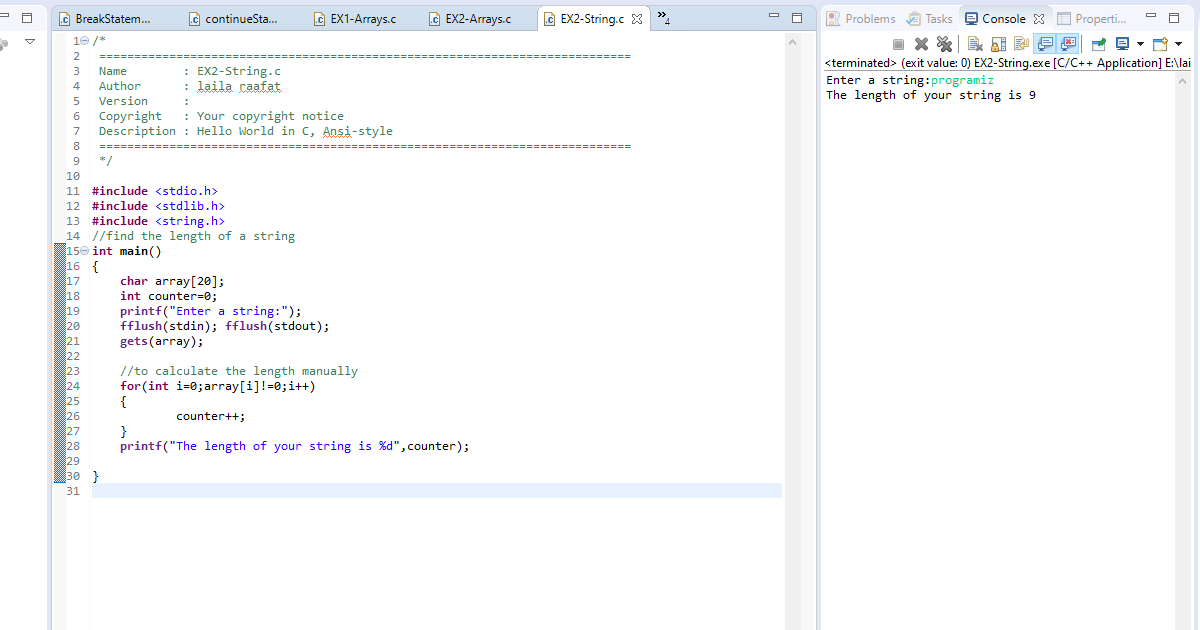 BreakStatem...
continueSta...
EX1-Arrays.c
EX2-Arrays.c
EX2-String.c
»4
Problems
Tasks
Console
Properti...
<terminated> (exit value: 0) EX2-String.exe [C/C++ Application] E:\lai
Enter a string:programiz
The length of your string is 9
1 /*
2 ============================================================================
3 Name        : EX2-String.c
4 Author      : laila raafat
5 Version     :
6 Copyright   : Your copyright notice
7 Description : Hello World in C, Ansi-style
8 ============================================================================
9 */
10
11 #include <stdio.h>
12 #include <stdlib.h>
13 #include <string.h>
14 //find the length of a string
15 int main()
16 {
17     char array[20];
18     int counter=0;
19     printf("Enter a string:");
20     fflush(stdin); fflush(stdout);
21     gets(array);
22
23     //to calculate the length manually
24     for(int i=0;array[i]!=0;i++)
25     {
26             counter++;
27     }
28     printf("The length of your string is %d",counter);
29
30 }
31